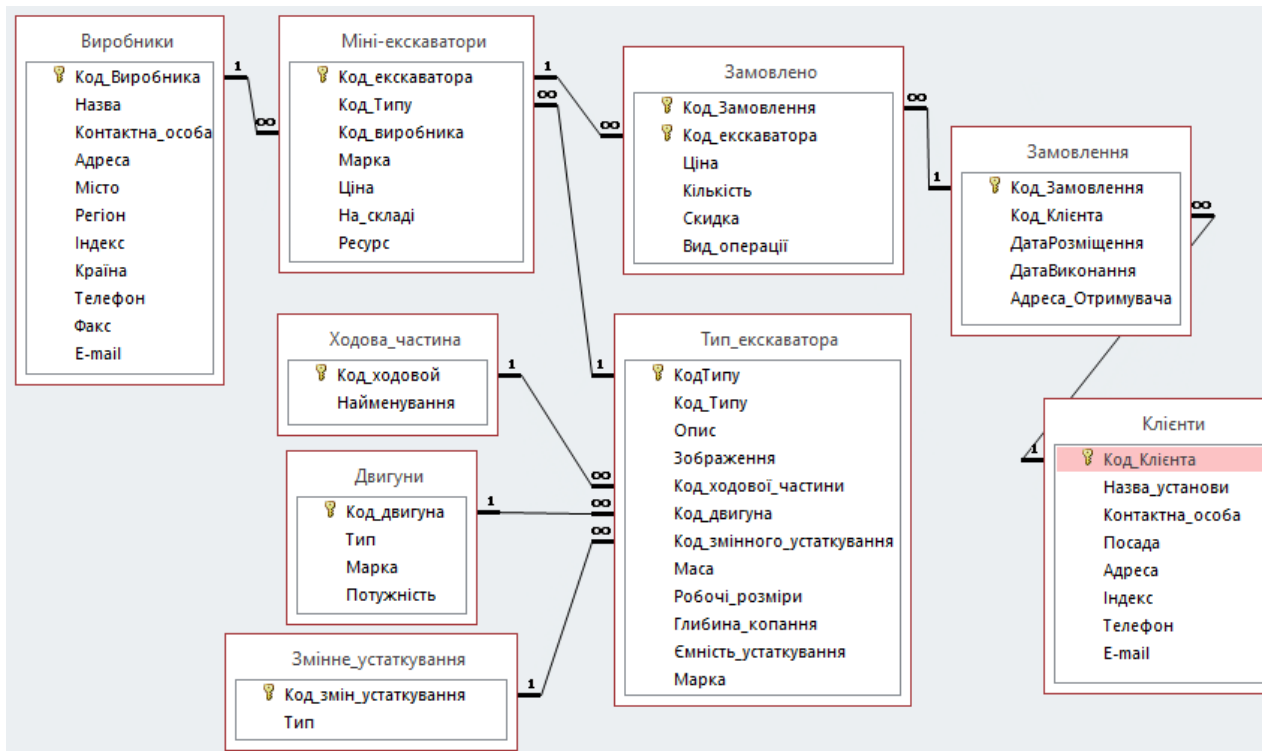 Виробники
Код_Виробника
Назва
Контактна_особа
Адреса
Місто
Регіон
Індекс
Країна
Телефон
Факс
E-mail
1
∞
Міні-екскаватори
Код_екскаватора
Код_Типу
Код_виробника
Марка
Ціна
На_складі
Ресурс
1
∞
∞
1
Замовлено
Код_Замовлення
Код_екскаватора
Ціна
Кількість
Скидка
Вид_операції
∞
1
Замовлення
Код_Замовлення
Код_Клієнта
ДатаРозміщення
ДатаВиконання
Адреса_Отримувача
∞
1
Ходова_частина
Код_ходовой
Найменування
1
∞
Двигуни
Код_двигуна
Тип
Марка
Потужність
1
∞
Змінне_устаткування
Код_змін_устаткування
Тип
1
∞
Тип_екскаватора
КодТипу
Код_Типу
Опис
Зображення
Код_ходової_частини
Код_двигуна
Код_змінного_устаткування
Маса
Робочі_розміри
Глибина_копання
Ємність_устаткування
Марка
Клієнти
Код_Клієнта
Назва_установи
Контактна_особа
Посада
Адреса
Індекс
Телефон
E-mail